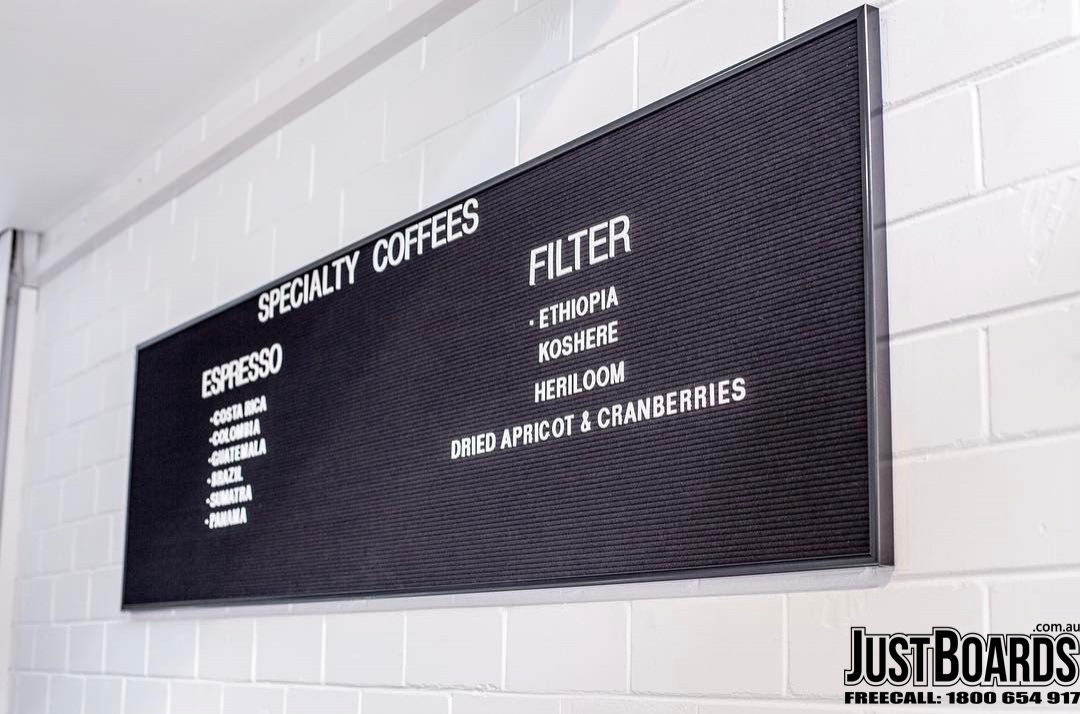 SPECIALTY COFFEES
ESPRESSO
·COSTA RICA
·COLOMBIA
·GUATEMALA
·BRAZIL
·SUMATRA
·PANAMA
FILTER
· ETHIOPIA
KOSHERE
HERILOOM
DRIED APRICOT & CRANBERRIES
.com.au
JUSTBOARDS
FREECALL: 1800 654 917